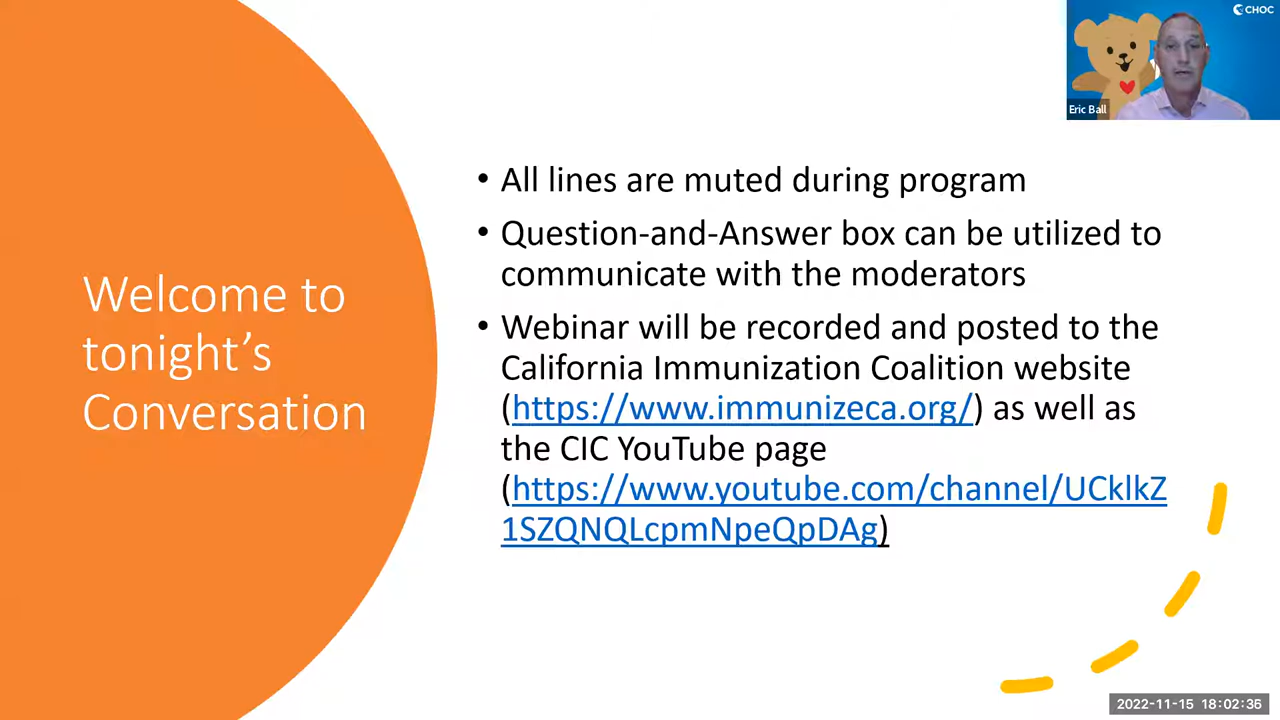 CHOC
Eric Ball
Welcome to
tonight’s
Conversation
• All lines are muted during program
• Question-and-Answer box can be utilized to
communicate with the moderators
• Webinar will be recorded and posted to the
California Immunization Coalition website
(https://www.immunizeca.org/) as well as
the CIC YouTube page
(https://www.youtube.com/channel/UCklkZ
1SZQNQLcpmNpeQpDAg)
2022-11-15 18:02:36